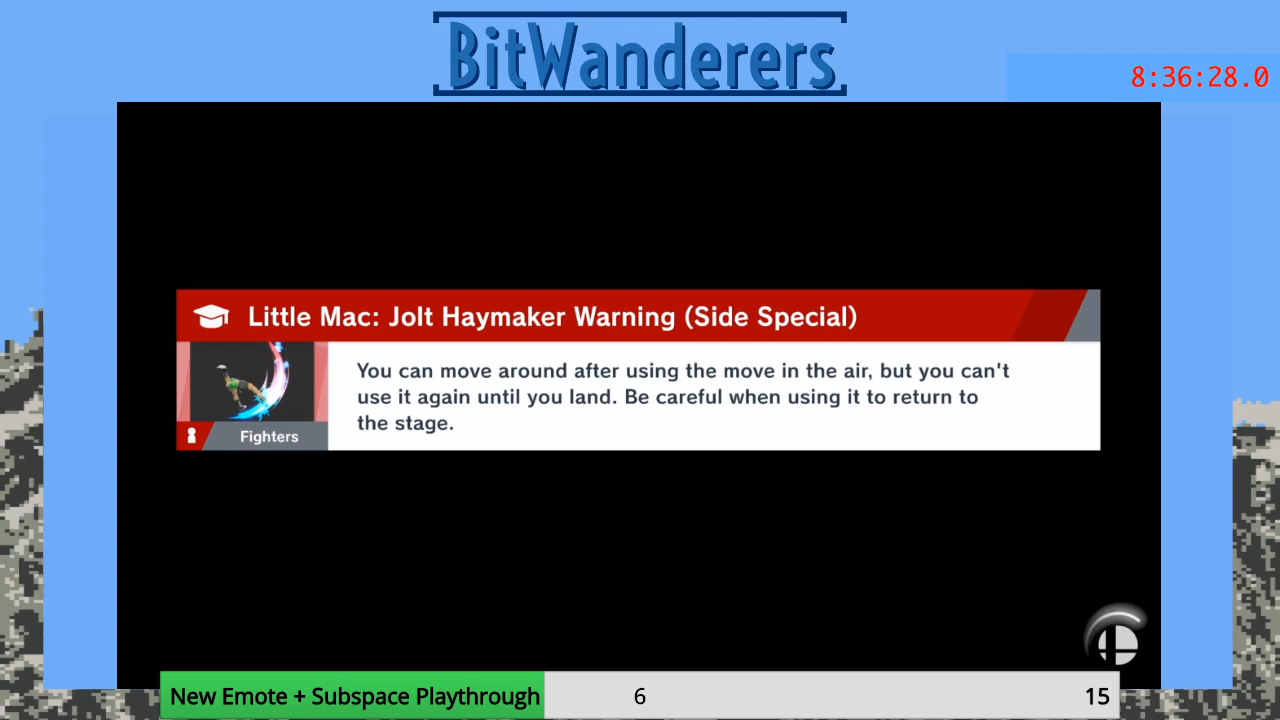 BitWanderers
8:36:28.0
Little Mac: Jolt Haymaker Warning (Side Special)
You can move around after using the move in the air, but you can't
use it again until you land. Be careful when using it to return to
the stage.
Fighters
New Emote + Subspace Playthrough 6 15